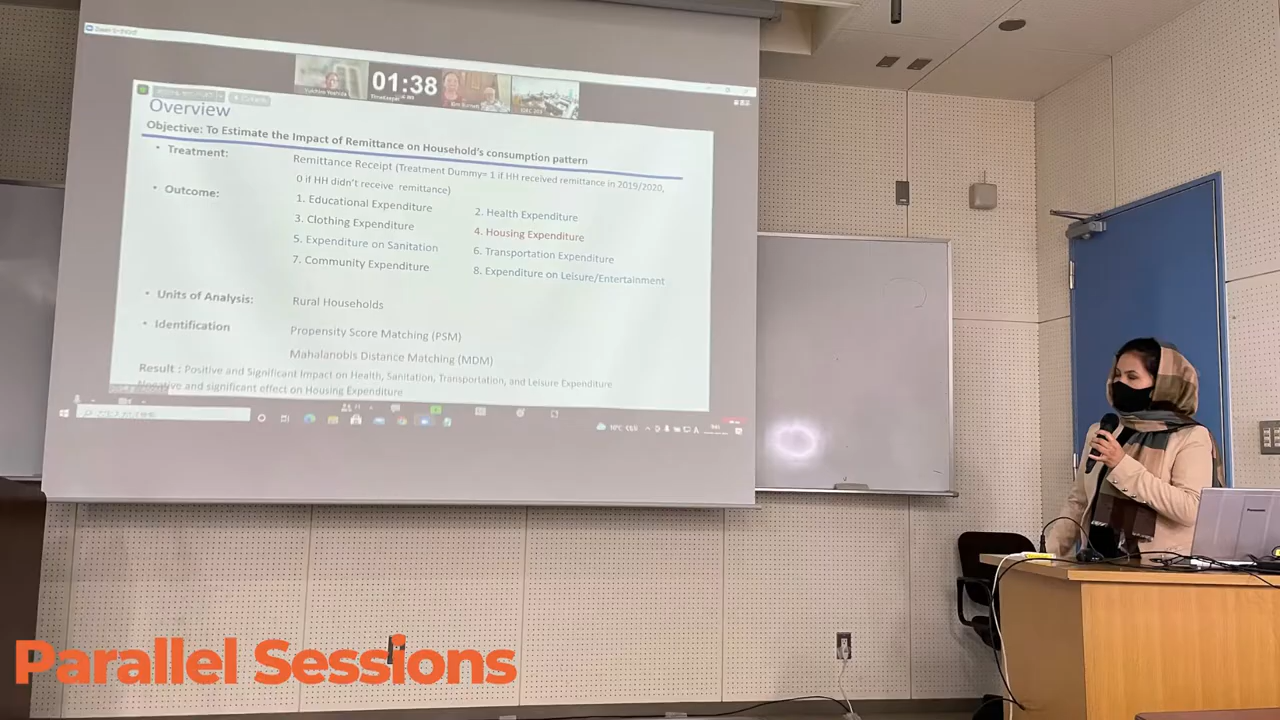 01:38
Overview
Objective: To Estimate the Impact of Remittance on Household's consumption pattern
• Treatment: Remittance Receipt (Treatment Dummy= 1 if HH received remittance in 2019/2020,
0 if HH didn't receive remittance)
• Outcome:
1. Educational Expenditure 2. Health Expenditure
3. Clothing Expenditure 4. Housing Expenditure
5. Expenditure on Sanitation 6. Transportation Expenditure
7. Community Expenditure 8. Expenditure on Leisure/Entertainment
• Units of Analysis: Rural Households
• Identification Propensity Score Matching (PSM)
Mahalanobis Distance Matching (MDM)
Result : Positive and Significant Impact on Health, Sanitation, Transportation, and Leisure Expenditure
Negative and significant effect on Housing Expenditure
Panasonic
Parallel Sessions